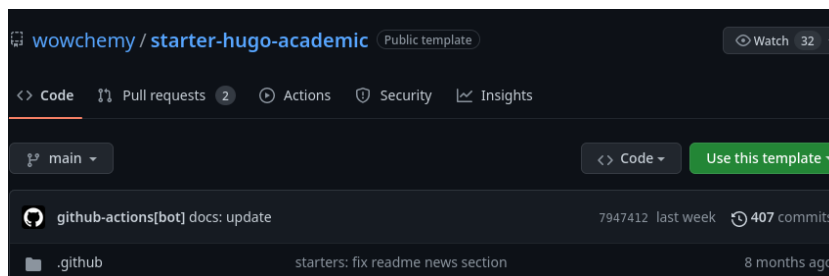 wowchemy / starter-hugo-academic Public template Watch 32
Code Pull requests 2 Actions Security Insights
main Code Use this template
github-actions[bot] docs: update 7947412 last week 407 commits
.github starters: fix readme news section 8 months ago